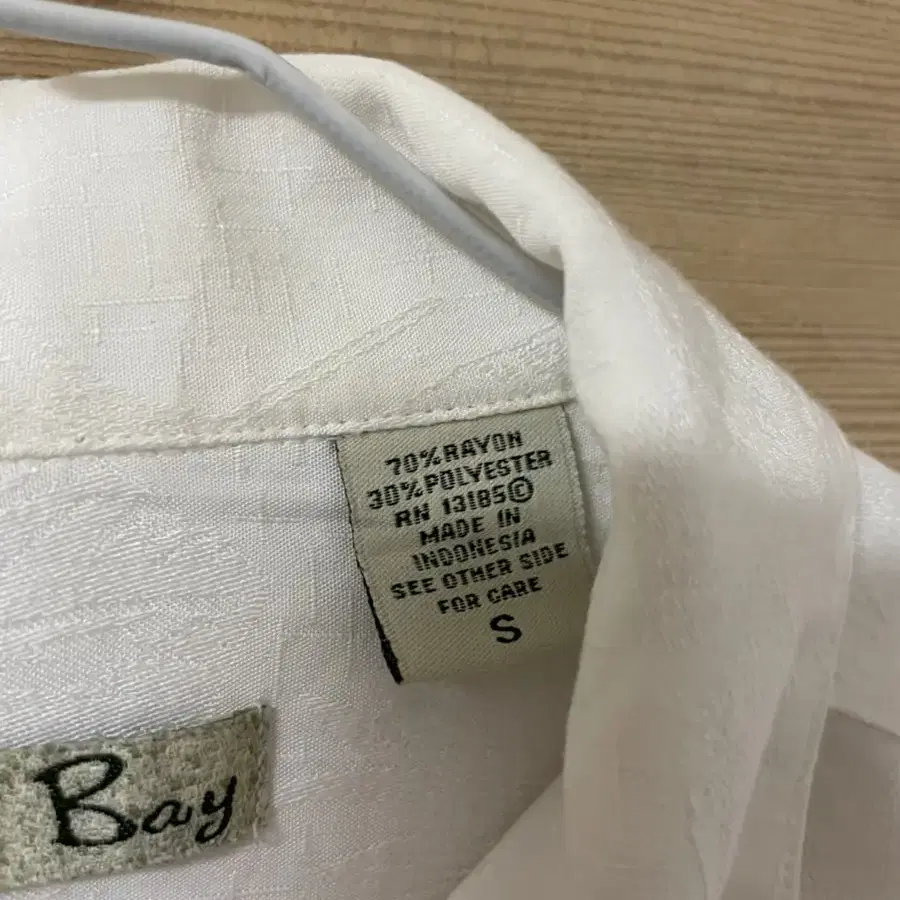 70% RAYON
30% POLYESTER
RN 13185©
MADE IN
INDONESIA
SEE OTHER SIDE
FOR CARE
S
Bay